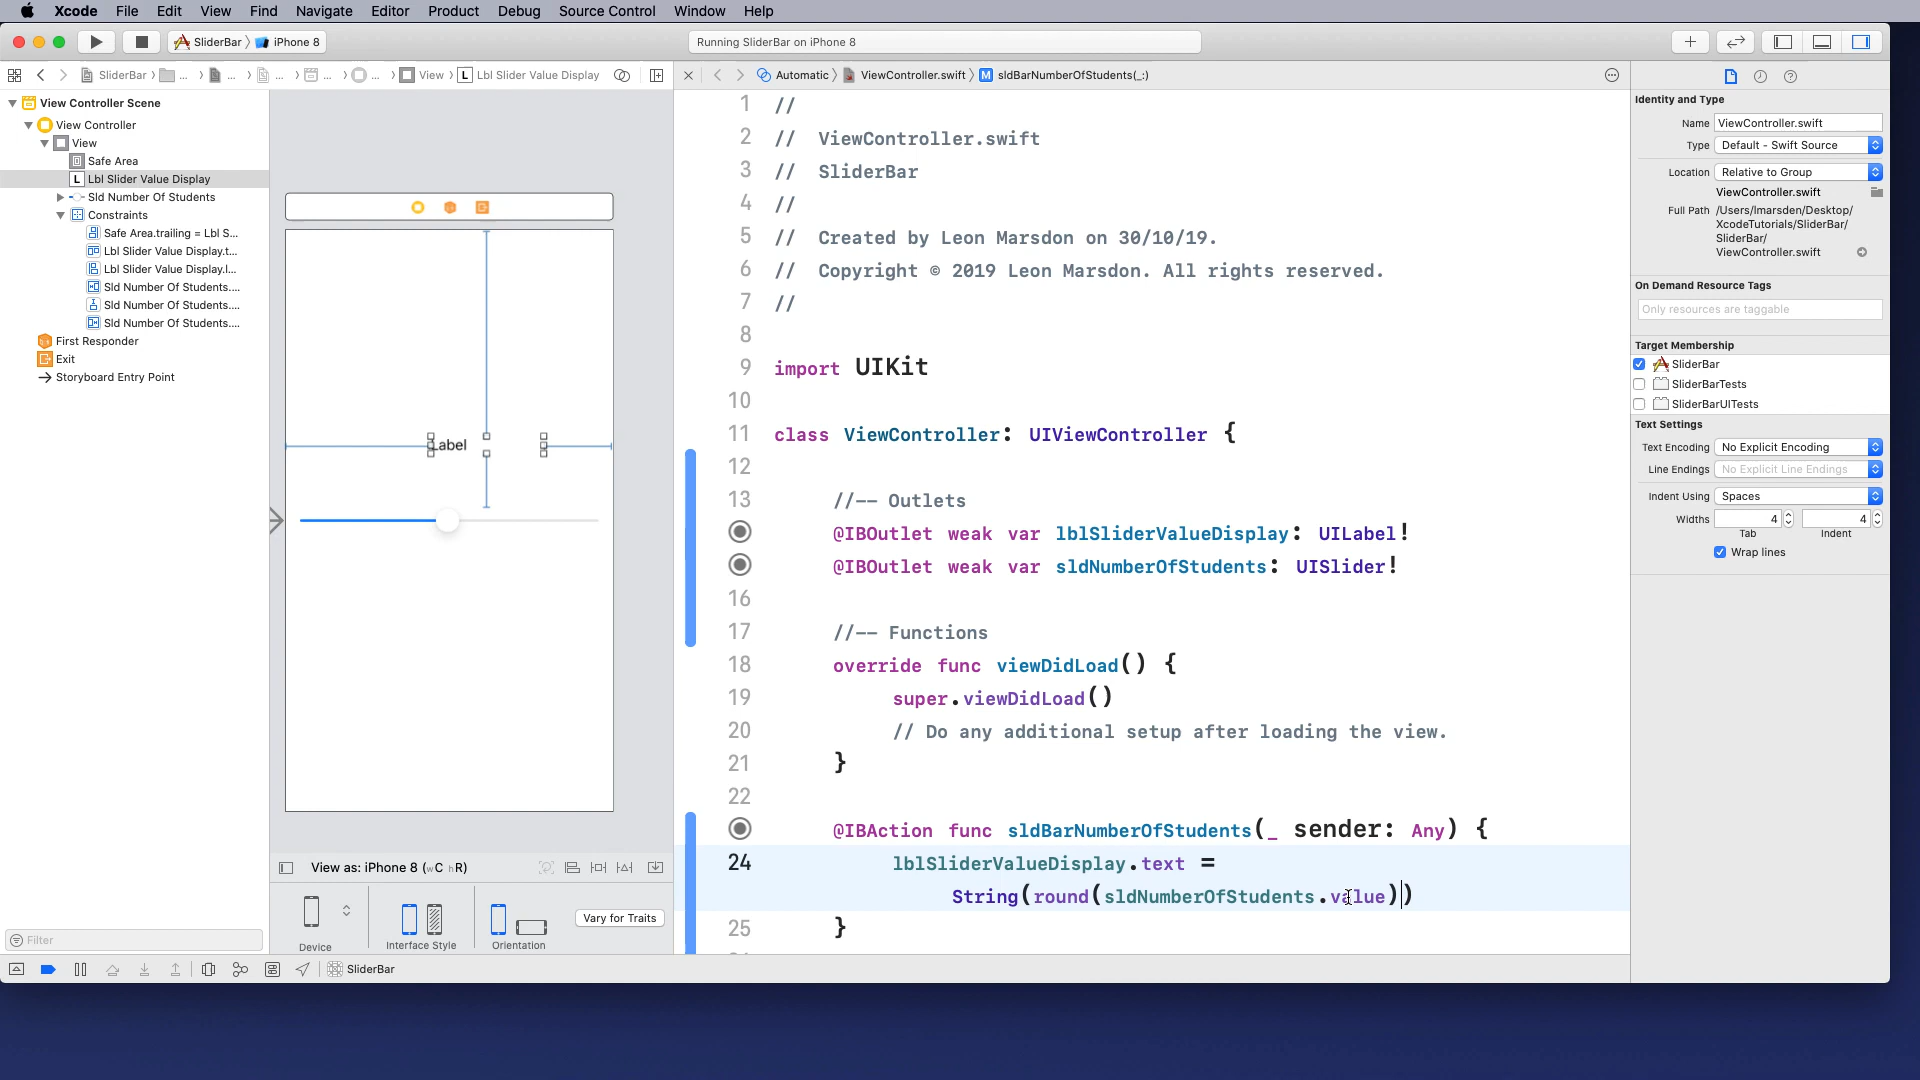 Xcode File Edit View Find Navigate Editor Product Debug Source Control Window Help
SliderBar iPhone 8
Running SliderBar on iPhone 8
SliderBar ... ... ... ... ... View L Lbl Slider Value Display
Automatic ViewController.swift M sldBarNumberOfStudents(_:)
View Controller Scene
View Controller
View
Safe Area
L Lbl Slider Value Display
Sld Number Of Students
Constraints
Safe Area.trailing = Lbl S...
Lbl Slider Value Display.t...
Lbl Slider Value Display.l...
Sld Number Of Students....
Sld Number Of Students....
Sld Number Of Students....
First Responder
Exit
Storyboard Entry Point
Filter
Label
View as: iPhone 8 (wC hR)
Device
Interface Style
Orientation
Vary for Traits
1 //
2 // ViewController.swift
3 // SliderBar
4 //
5 // Created by Leon Marsdon on 30/10/19.
6 // Copyright © 2019 Leon Marsdon. All rights reserved.
7 //
8
9 import UIKit
10
11 class ViewController: UIViewController {
12
13 //-- Outlets
@IBOutlet weak var lblSliderValueDisplay: UILabel!
@IBOutlet weak var sldNumberOfStudents: UISlider!
16
17 //-- Functions
18 override func viewDidLoad() {
19 super.viewDidLoad()
20 // Do any additional setup after loading the view.
21 }
22
@IBAction func sldBarNumberOfStudents(_ sender: Any) {
24 lblSliderValueDisplay.text =
String(round(sldNumberOfStudents.value))
25 }
SliderBar
Identity and Type
Name ViewController.swift
Type Default - Swift Source
Location Relative to Group
ViewController.swift
Full Path /Users/lmarsden/Desktop/
XcodeTutorials/SliderBar/
SliderBar/
ViewController.swift
On Demand Resource Tags
Only resources are taggable
Target Membership
SliderBar
SliderBarTests
SliderBarUITests
Text Settings
Text Encoding No Explicit Encoding
Line Endings No Explicit Line Endings
Indent Using Spaces
Widths 4 4
Tab Indent
Wrap lines